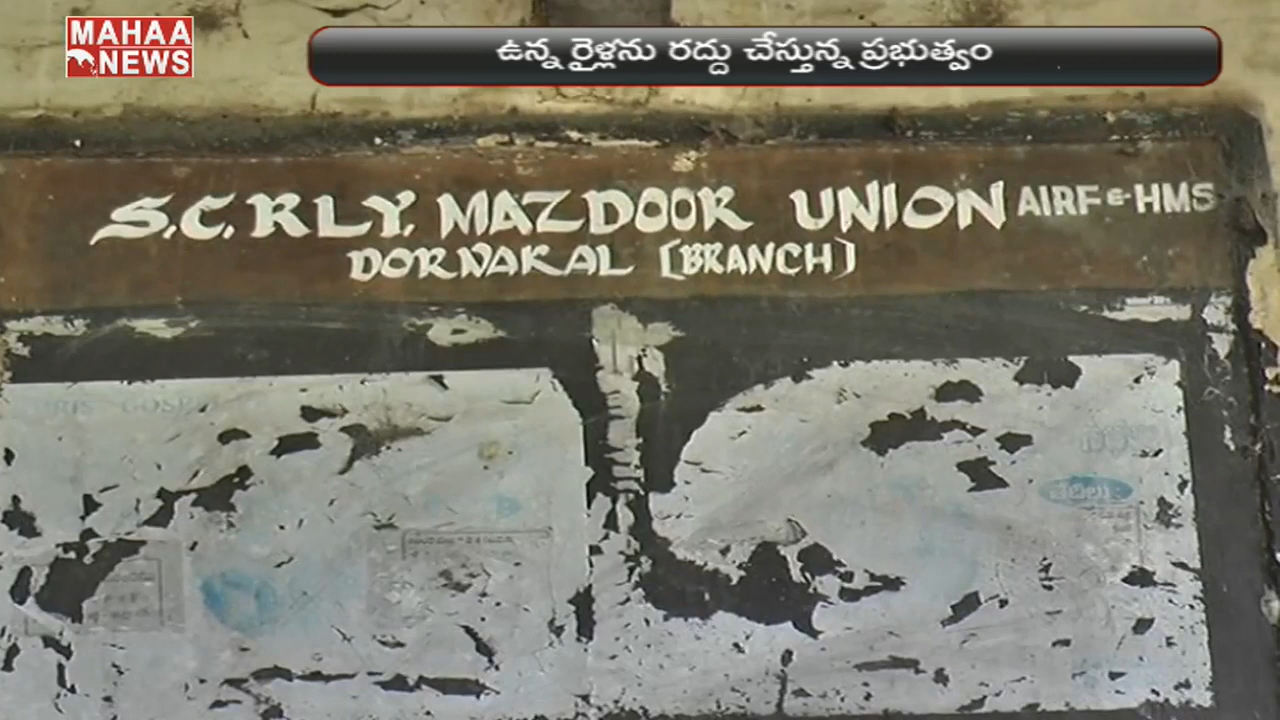 MAHAA
NEWS
ఉన్న రైళ్లను రద్దు చేస్తున్న ప్రభుత్వం
S.C.RLY. MAZDOOR UNION AIRF & HMS
DORNAKAL [BRANCH]